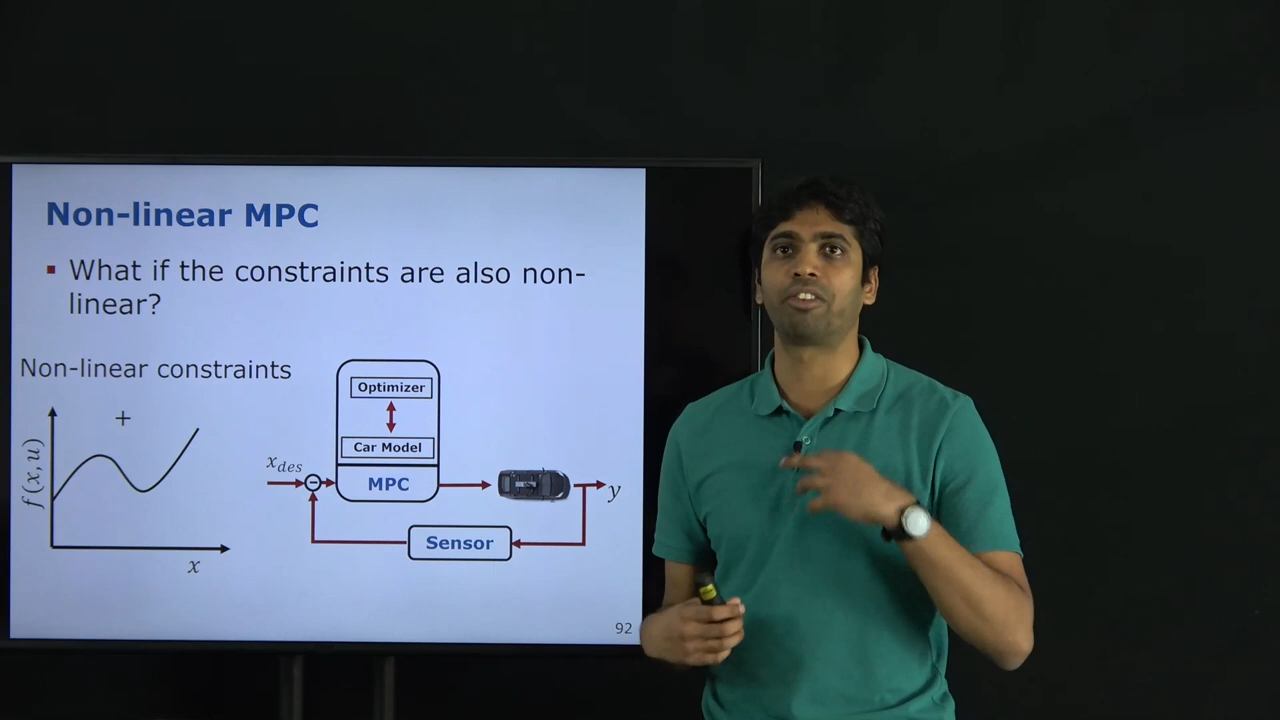 Non-linear MPC
▪ What if the constraints are also non-
linear?
Non-linear constraints
+
f(x, u)
x
x_des
−
Optimizer
Car Model
MPC
y
Sensor
92